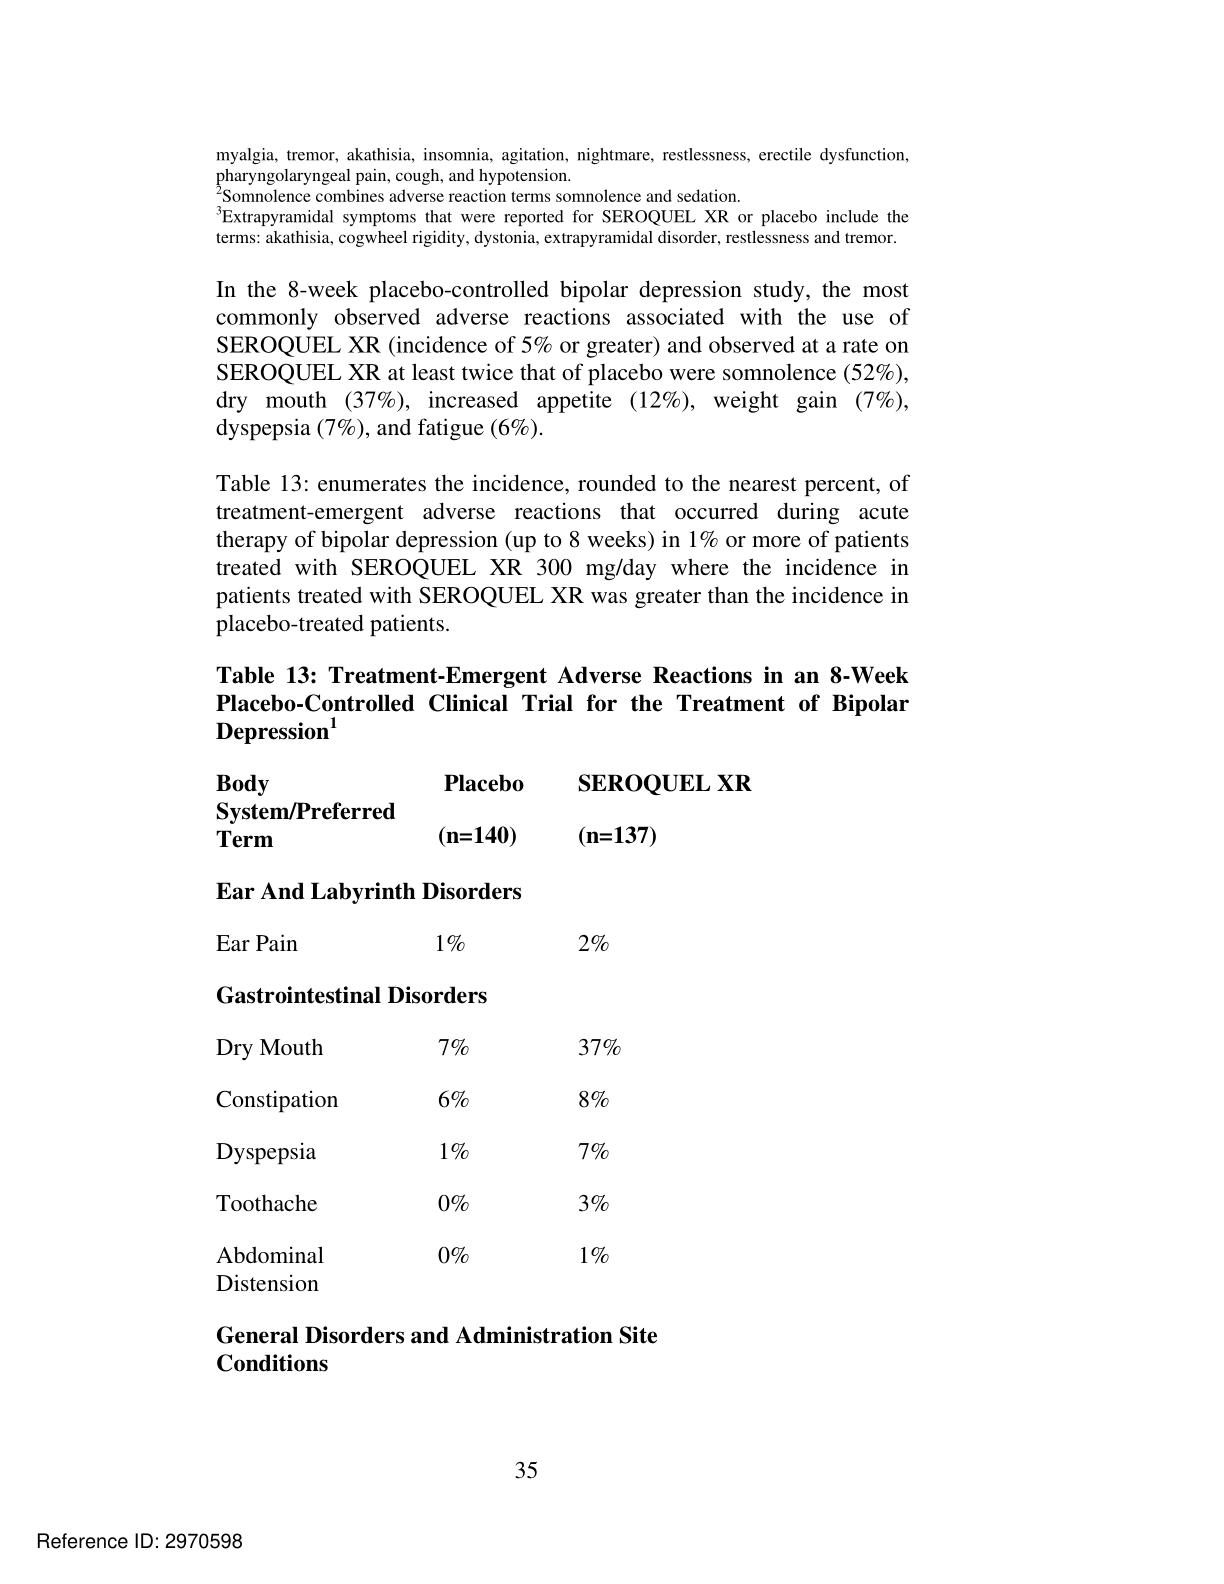 myalgia, tremor, akathisia, insomnia, agitation, nightmare, restlessness, erectile dysfunction,
pharyngolaryngeal pain, cough, and hypotension.
2Somnolence combines adverse reaction terms somnolence and sedation.
3Extrapyramidal symptoms that were reported for SEROQUEL XR or placebo include the
terms: akathisia, cogwheel rigidity, dystonia, extrapyramidal disorder, restlessness and tremor.
In the 8-week placebo-controlled bipolar depression study, the most
commonly observed adverse reactions associated with the use of
SEROQUEL XR (incidence of 5% or greater) and observed at a rate on
SEROQUEL XR at least twice that of placebo were somnolence (52%),
dry mouth (37%), increased appetite (12%), weight gain (7%),
dyspepsia (7%), and fatigue (6%).
Table 13: enumerates the incidence, rounded to the nearest percent, of
treatment-emergent adverse reactions that occurred during acute
therapy of bipolar depression (up to 8 weeks) in 1% or more of patients
treated with SEROQUEL XR 300 mg/day where the incidence in
patients treated with SEROQUEL XR was greater than the incidence in
placebo-treated patients.
Table 13: Treatment-Emergent Adverse Reactions in an 8-Week
Placebo-Controlled Clinical Trial for the Treatment of Bipolar
Depression1
Body Placebo SEROQUEL XR
System/Preferred
Term (n=140) (n=137)
Ear And Labyrinth Disorders
Ear Pain 1% 2%
Gastrointestinal Disorders
Dry Mouth 7% 37%
Constipation 6% 8%
Dyspepsia 1% 7%
Toothache 0% 3%
Abdominal 0% 1%
Distension
General Disorders and Administration Site
Conditions
35
Reference ID: 2970598